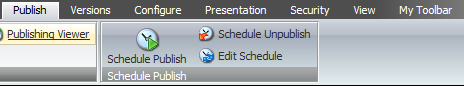 Publish Versions Configure Presentation Security View My Toolbar
Publishing Viewer
Schedule Publish
Schedule Unpublish
Edit Schedule
Schedule Publish